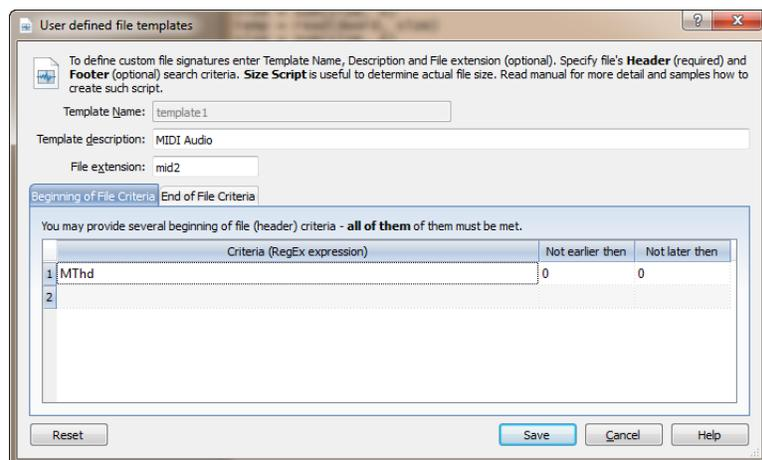 User defined file templates
To define custom file signatures enter Template Name, Description and File extension (optional). Specify file's Header (required) and
Footer (optional) search criteria. Size Script is useful to determine actual file size. Read manual for more detail and samples how to
create such script.
Template Name: template1
Template description: MIDI Audio
File extension: mid2
Beginning of File Criteria End of File Criteria
You may provide several beginning of file (header) criteria - all of them of them must be met.
Criteria (RegEx expression) Not earlier then Not later then
1 MThd 0 0
2
Reset Save Cancel Help